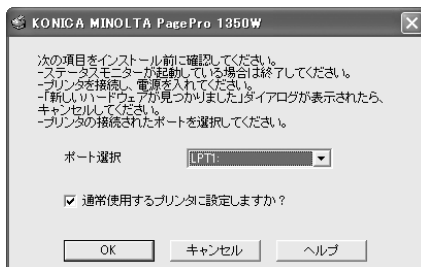 KONICA MINOLTA PagePro 1350W
次の項目をインストール前に確認してください。
-ステータスモニターが起動している場合は終了してください。
-プリンタを接続し、電源を入れてください。
-「新しいハードウェアが見つかりました」ダイアログが表示されたら、
キャンセルしてください。
-プリンタの接続されたポートを選択してください。
ポート選択
LPT1:
通常使用するプリンタに設定しますか？
OK
キャンセル
ヘルプ